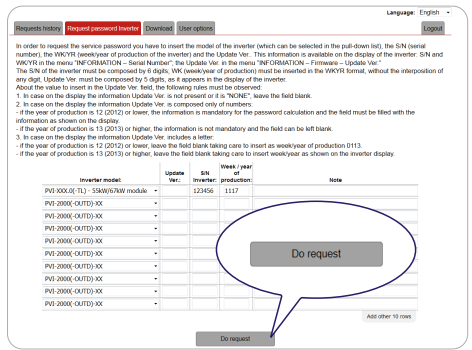 Language: English
Requests history Request password inverter Download User options Logout
In order to request the service password you have to insert the model of the inverter (which can be selected in the pull-down list), the S/N (serial
number), the WK/YR (week/year of production of the inverter) and the Update Ver.. This information is available on the display of the inverter: S/N and
WK/YR in the menu "INFORMATION – Serial Number"; the Update Ver. in the menu "INFORMATION – Firmware – Update Ver."
The S/N of the inverter must be composed by 6 digits; WK (week/year of production) must be inserted in the WKYR format, without the interposition of
any digit, Update Ver. must be composed by 5 digits, as it appears in the display of the inverter.
About the value to insert in the Update Ver. field, the following rules must be observed:
1. In case on the display the information Update Ver. is not present or it is "NONE", leave the field blank.
2. In case on the display the information Update Ver. is composed only of numbers:
- if the year of production is 12 (2012) or lower, the information is mandatory for the password calculation and the field must be filled with the
information as shown on the display.
- if the year of production is 13 (2013) or higher, the information is not mandatory and the field can be left blank.
3. In case on the display the information Update Ver. includes a letter:
- if the year of production is 12 (2012) or lower, leave the field blank taking care to insert as week/year of production 0113.
- if the year of production is 13 (2013) or higher, leave the field blank taking care to insert week/year as shown on the inverter display.
Inverter model: Update Ver.: S/N Inverter: Week / year of production: Note
PVI-XXX.0(-TL) - 55kW/67kW module 123456 1117
PVI-2000(-OUTD)-XX
PVI-2000(-OUTD)-XX
PVI-2000(-OUTD)-XX
PVI-2000(-OUTD)-XX
PVI-2000(-OUTD)-XX
PVI-2000(-OUTD)-XX
PVI-2000(-OUTD)-XX
PVI-2000(-OUTD)-XX
PVI-2000(-OUTD)-XX
Do request
Add other 10 rows
Do request